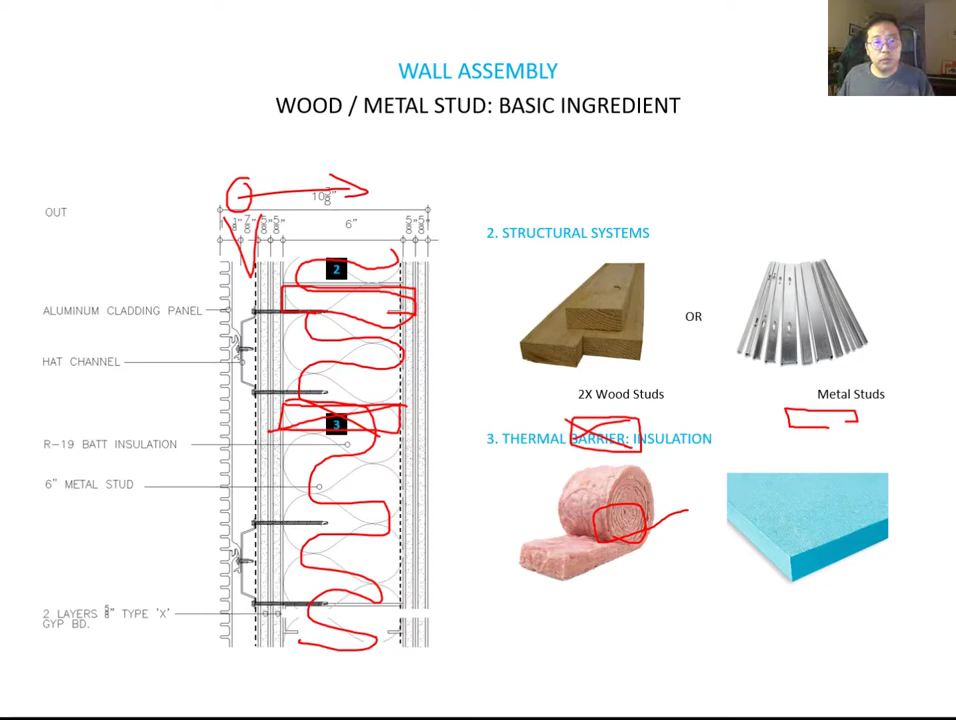 WALL ASSEMBLY
WOOD / METAL STUD: BASIC INGREDIENT
OUT
6"
2
ALUMINUM CLADDING PANEL
HAT CHANNEL
3
R-19 BATT INSULATION
6" METAL STUD
2 LAYERS 5/8" TYPE 'X'
GYP BD.
2. STRUCTURAL SYSTEMS
OR
2X Wood Studs
Metal Studs
3. THERMAL BARRIER: INSULATION